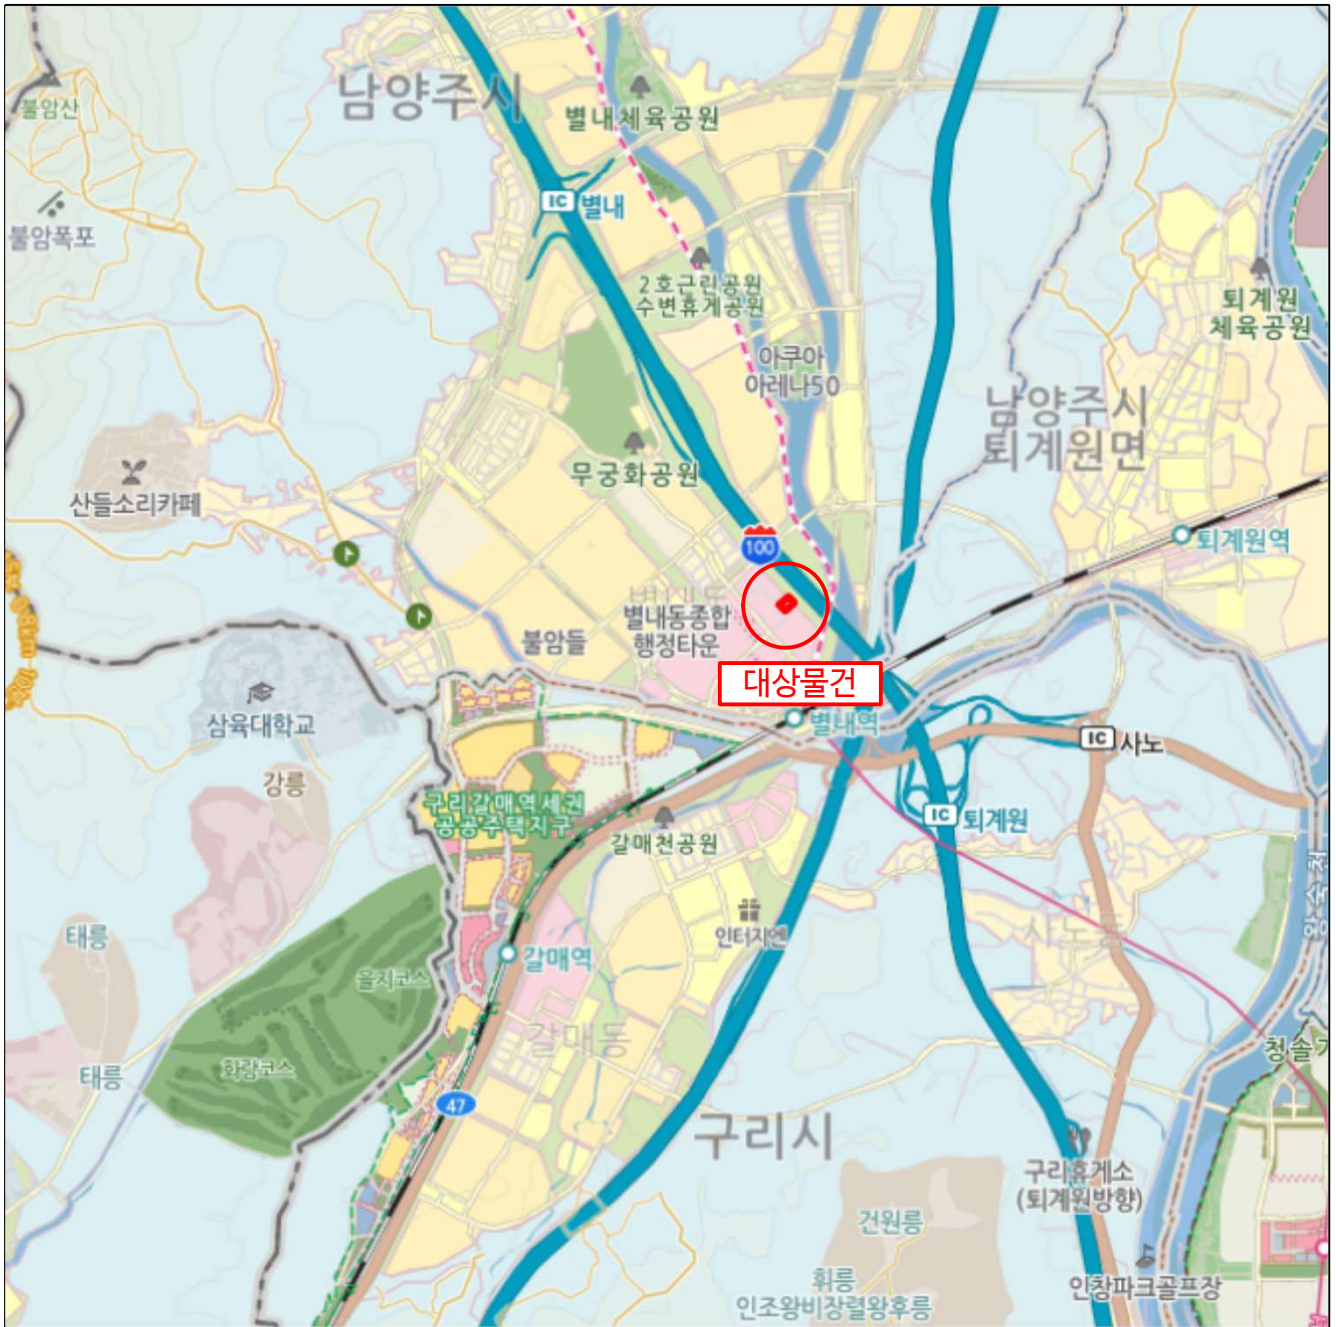 남양주시
불암산
별내체육공원
IC 별내
불암폭포
2호근린공원
수변휴게공원
퇴계원
체육공원
아쿠아
아레나50
남양주시
퇴계원면
무궁화공원
산들소리카페
100
퇴계원역
별내동
별내동종합
행정타운
불암들
대상물건
삼육대학교
별내역
IC 사노
강릉
구리갈매역세권
공공주택지구
IC 퇴계원
갈매천공원
인터지엔
사노동
왕숙천
태릉
갈매역
을지코스
갈매동
화랑코스
태릉
청솔
47
구리시
구리휴게소
(퇴계원방향)
건원릉
휘릉
인조왕비장렬왕후릉
인창파크골프장